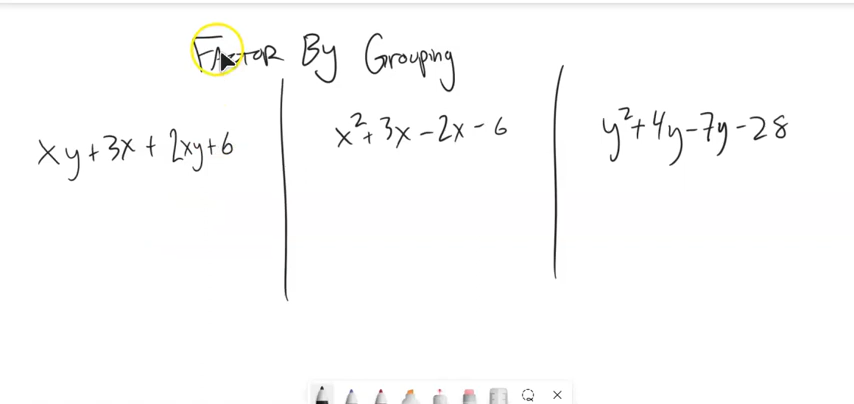 Factor By Grouping
xy+3x+2xy+6
x²+3x-2x-6
y²+4y-7y-28